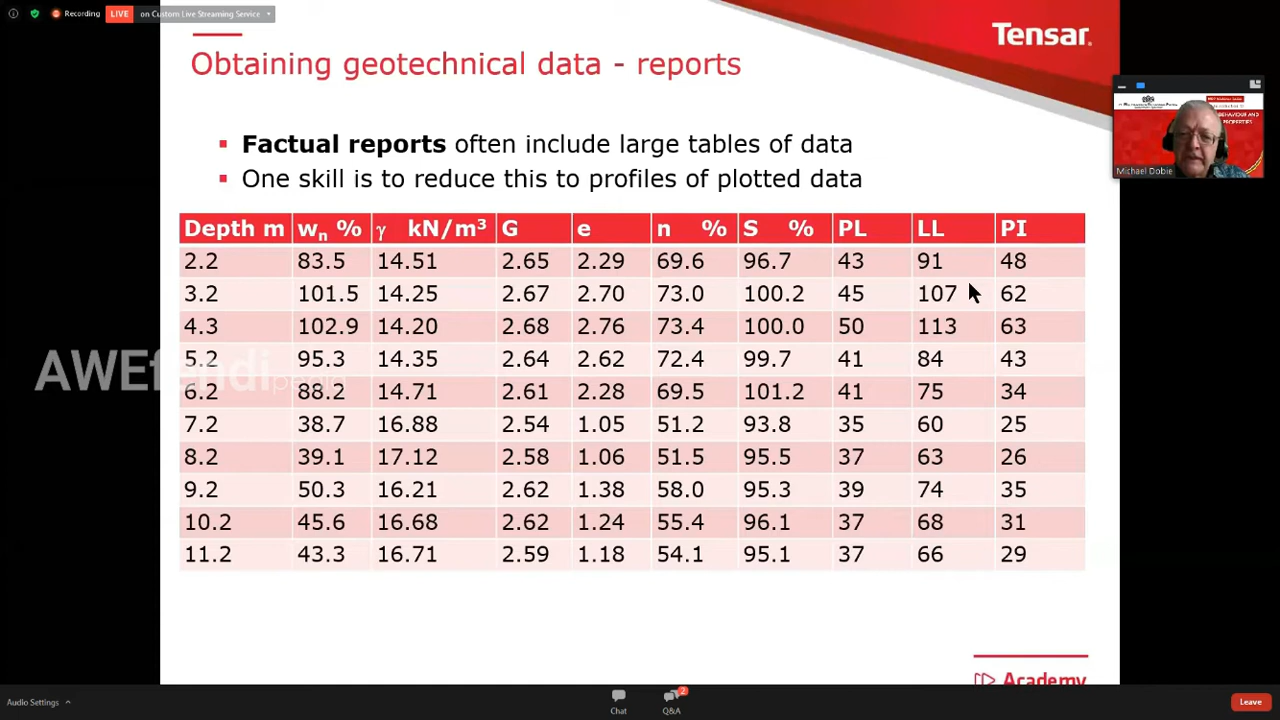 Recording
LIVE
on Custom Live Streaming Service
Tensar
Obtaining geotechnical data - reports
Michael Dobie
Factual reports often include large tables of data
One skill is to reduce this to profiles of plotted data
Depth m wn % γ kN/m³ G e n % S % PL LL PI
2.2 83.5 14.51 2.65 2.29 69.6 96.7 43 91 48
3.2 101.5 14.25 2.67 2.70 73.0 100.2 45 107 62
4.3 102.9 14.20 2.68 2.76 73.4 100.0 50 113 63
5.2 95.3 14.35 2.64 2.62 72.4 99.7 41 84 43
6.2 88.2 14.71 2.61 2.28 69.5 101.2 41 75 34
7.2 38.7 16.88 2.54 1.05 51.2 93.8 35 60 25
8.2 39.1 17.12 2.58 1.06 51.5 95.5 37 63 26
9.2 50.3 16.21 2.62 1.38 58.0 95.3 39 74 35
10.2 45.6 16.68 2.62 1.24 55.4 96.1 37 68 31
11.2 43.3 16.71 2.59 1.18 54.1 95.1 37 66 29
AWEfendi
Academy
Audio Settings
Chat
Q&A
2
Leave